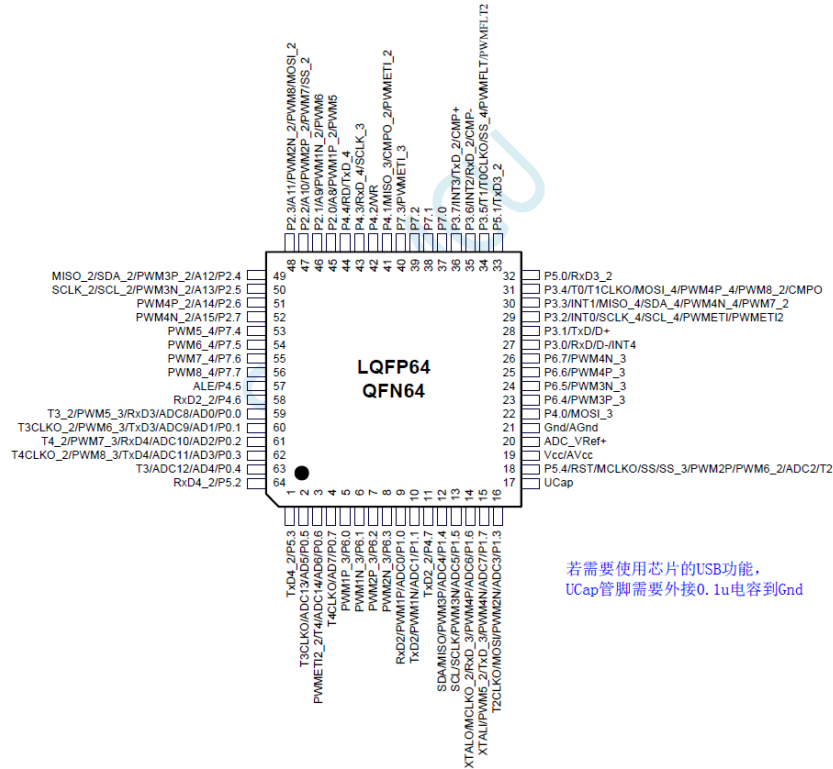 P2.3/A11/PWM2N_2/PWM8/MOSI_2
P2.2/A10/PWM2P_2/PWM7/SS_2
P2.1/A9/PWM1N_2/PWM6
P2.0/A8/PWM1P_2/PWM5
P4.4/RD/TxD_4
P4.3/RxD_4/SCLK_3
P4.2/WR
P4.1/MISO_3/CMPO_2/PWMETI_2
P7.3/PWMETI_3
P7.2
P7.1
P7.0
P3.7/INT3/TxD_2/CMP+
P3.6/INT2/RxD_2/CMP-
P3.5/T1/T0CLKO/SS_4/PWMFLT/PWMFLT2
P5.1/TxD3_2
48 47 46 45 44 43 42 41 40 39 38 37 36 35 34 33
MISO_2/SDA_2/PWM3P_2/A12/P2.4 49
SCLK_2/SCL_2/PWM3N_2/A13/P2.5 50
PWM4P_2/A14/P2.6 51
PWM4N_2/A15/P2.7 52
PWM5_4/P7.4 53
PWM6_4/P7.5 54
PWM7_4/P7.6 55
PWM8_4/P7.7 56
ALE/P4.5 57
RxD2_2/P4.6 58
T3_2/PWM5_3/RxD3/ADC8/AD0/P0.0 59
T3CLKO_2/PWM6_3/TxD3/ADC9/AD1/P0.1 60
T4_2/PWM7_3/RxD4/ADC10/AD2/P0.2 61
T4CLKO_2/PWM8_3/TxD4/ADC11/AD3/P0.3 62
T3/ADC12/AD4/P0.4 63
RxD4_2/P5.2 64
LQFP64
QFN64
32 P5.0/RxD3_2
31 P3.4/T0/T1CLKO/MOSI_4/PWM4P_4/PWM8_2/CMPO
30 P3.3/INT1/MISO_4/SDA_4/PWM4N_4/PWM7_2
29 P3.2/INT0/SCLK_4/SCL_4/PWMETI/PWMETI2
28 P3.1/TxD/D+
27 P3.0/RxD/D-/INT4
26 P6.7/PWM4N_3
25 P6.6/PWM4P_3
24 P6.5/PWM3N_3
23 P6.4/PWM3P_3
22 P4.0/MOSI_3
21 Gnd/AGnd
20 ADC_VRef+
19 Vcc/AVcc
18 P5.4/RST/MCLKO/SS/SS_3/PWM2P/PWM6_2/ADC2/T2
17 UCap
1 2 3 4 5 6 7 8 9 10 11 12 13 14 15 16
TxD4_2/P5.3
T3CLKO/ADC13/AD5/P0.5
PWMETI2_2/T4/ADC14/AD6/P0.6
T4CLKO/AD7/P0.7
PWM1P_3/P6.0
PWM1N_3/P6.1
PWM2P_3/P6.2
PWM2N_3/P6.3
RxD2/PWM1P/ADC0/P1.0
TxD2/PWM1N/ADC1/P1.1
TxD2_2/P4.7
SDA/MISO/PWM3P/ADC4/P1.4
SCL/SCLK/PWM3N/ADC5/P1.5
XTALO/MCLKO_2/RxD_3/PWM4P/ADC6/P1.6
XTALI/PWM5_2/TxD_3/PWM4N/ADC7/P1.7
T2CLKO/MOSI/PWM2N/ADC3/P1.3
若需要使用芯片的USB功能，
UCap管脚需要外接0.1u电容到Gnd